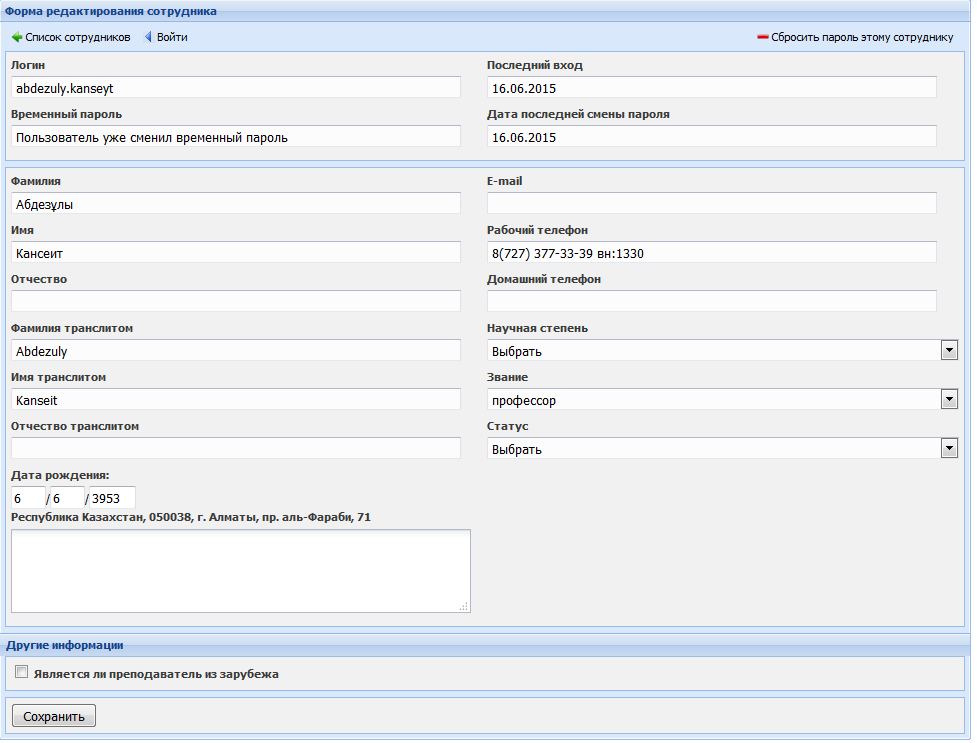 Форма редактирования сотрудника
Список сотрудников Войти Сбросить пароль этому сотруднику
Логин Последний вход
abdezuly.kanseyt 16.06.2015
Временный пароль Дата последней смены пароля
Пользователь уже сменил временный пароль 16.06.2015
Фамилия E-mail
Абдезұлы
Имя Рабочий телефон
Кансеит 8(727) 377-33-39 вн:1330
Отчество Домашний телефон
Фамилия транслитом Научная степень
Abdezuly Выбрать
Имя транслитом Звание
Kanseit профессор
Отчество транслитом Статус
Выбрать
Дата рождения:
6 / 6 / 3953
Республика Казахстан, 050038, г. Алматы, пр. аль-Фараби, 71
Другие информации
Является ли преподаватель из зарубежа
Сохранить